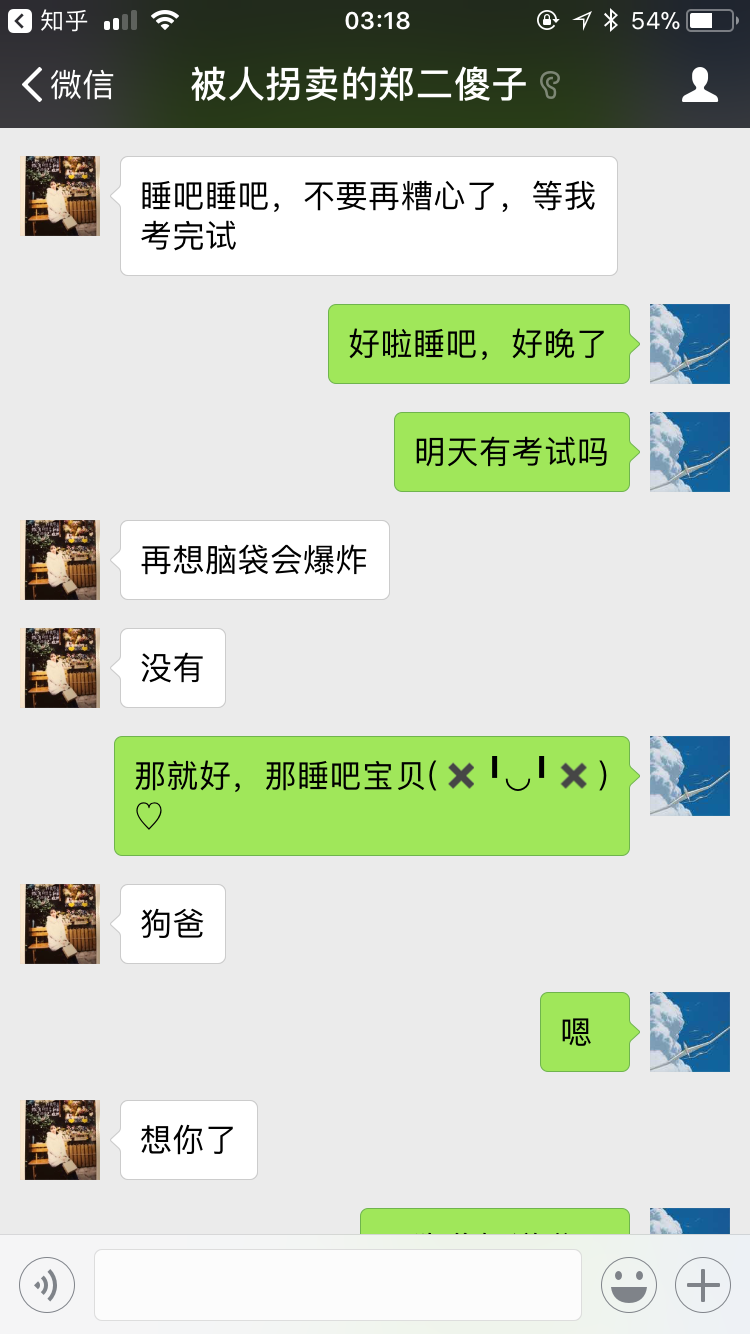 知乎 03:18 54%
微信 被人拐卖的郑二傻子
睡吧睡吧，不要再糟心了，等我
考完试
好啦睡吧，好晚了
明天有考试吗
再想脑袋会爆炸
没有
那就好，那睡吧宝贝(✖╹◡╹✖)
♡
狗爸
嗯
想你了